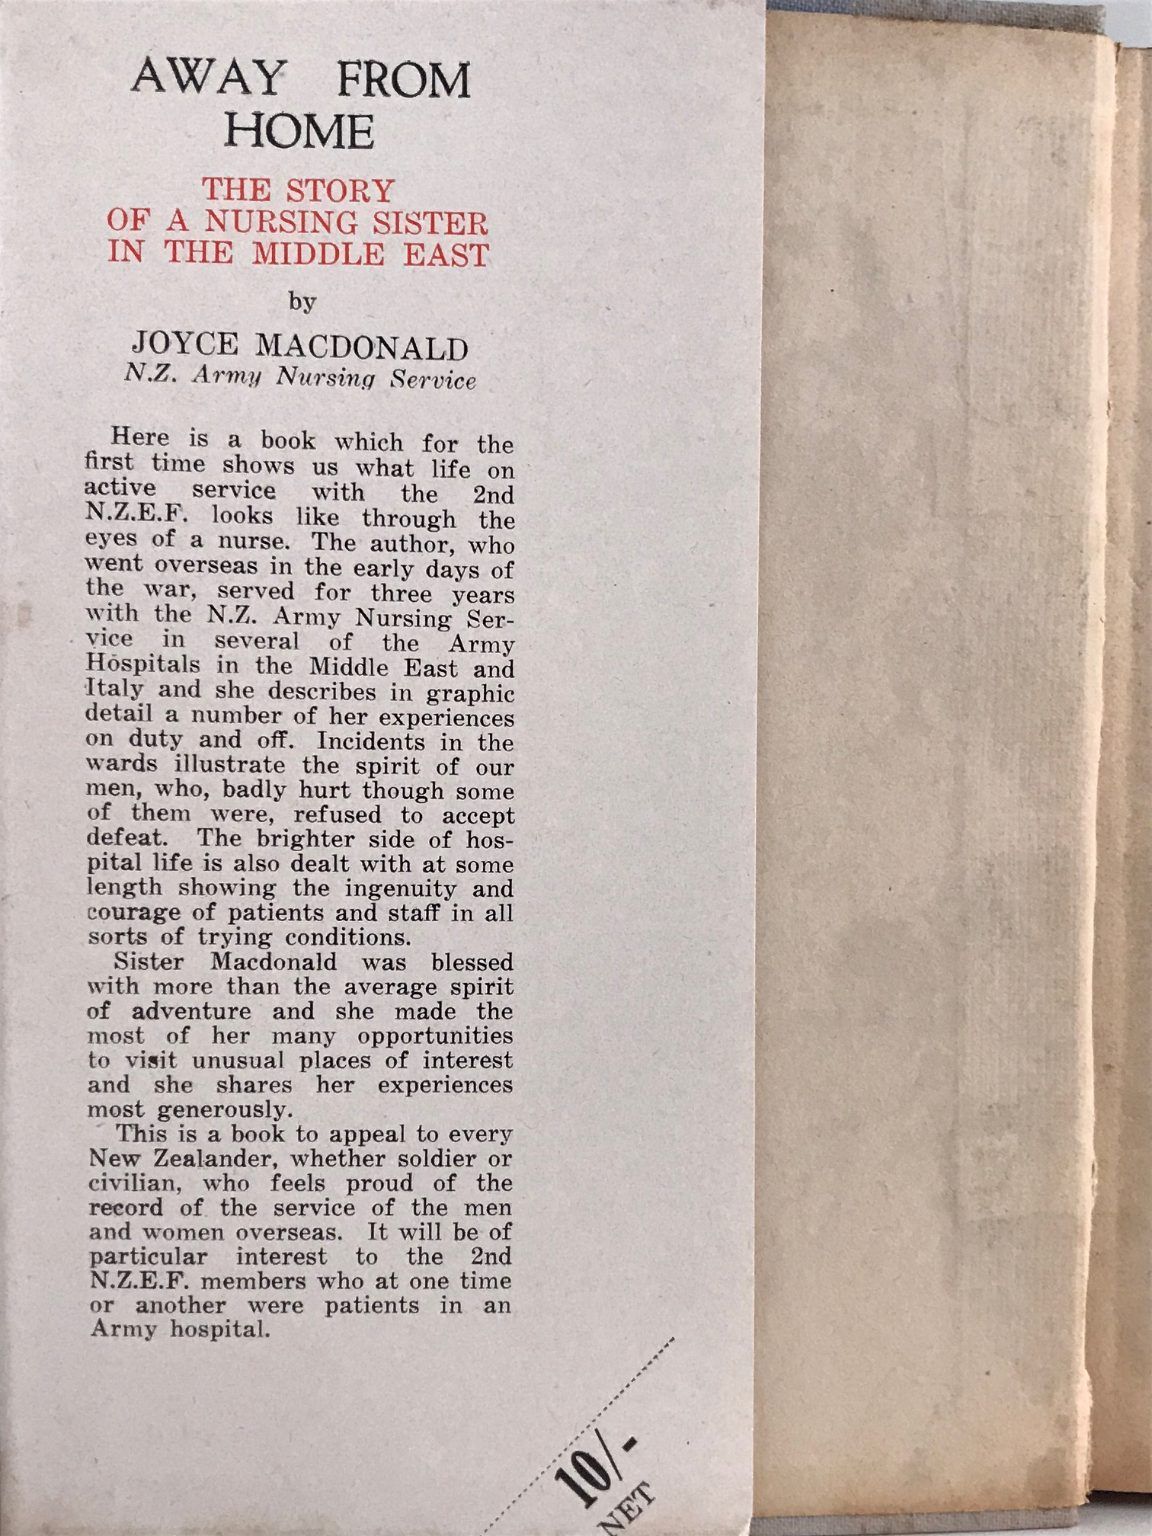 AWAY FROM
HOME
THE STORY
OF A NURSING SISTER
IN THE MIDDLE EAST
by
JOYCE MACDONALD
N.Z. Army Nursing Service
Here is a book which for the
first time shows us what life on
active service with the 2nd
N.Z.E.F. looks like through the
eyes of a nurse. The author, who
went overseas in the early days of
the war, served for three years
with the N.Z. Army Nursing Ser-
vice in several of the Army
Hospitals in the Middle East and
Italy and she describes in graphic
detail a number of her experiences
on duty and off. Incidents in the
wards illustrate the spirit of our
men, who, badly hurt though some
of them were, refused to accept
defeat. The brighter side of hos-
pital life is also dealt with at some
length showing the ingenuity and
courage of patients and staff in all
sorts of trying conditions.
Sister Macdonald was blessed
with more than the average spirit
of adventure and she made the
most of her many opportunities
to visit unusual places of interest
and she shares her experiences
most generously.
This is a book to appeal to every
New Zealander, whether soldier or
civilian, who feels proud of the
record of the service of the men
and women overseas. It will be of
particular interest to the 2nd
N.Z.E.F. members who at one time
or another were patients in an
Army hospital.
10/-
NET